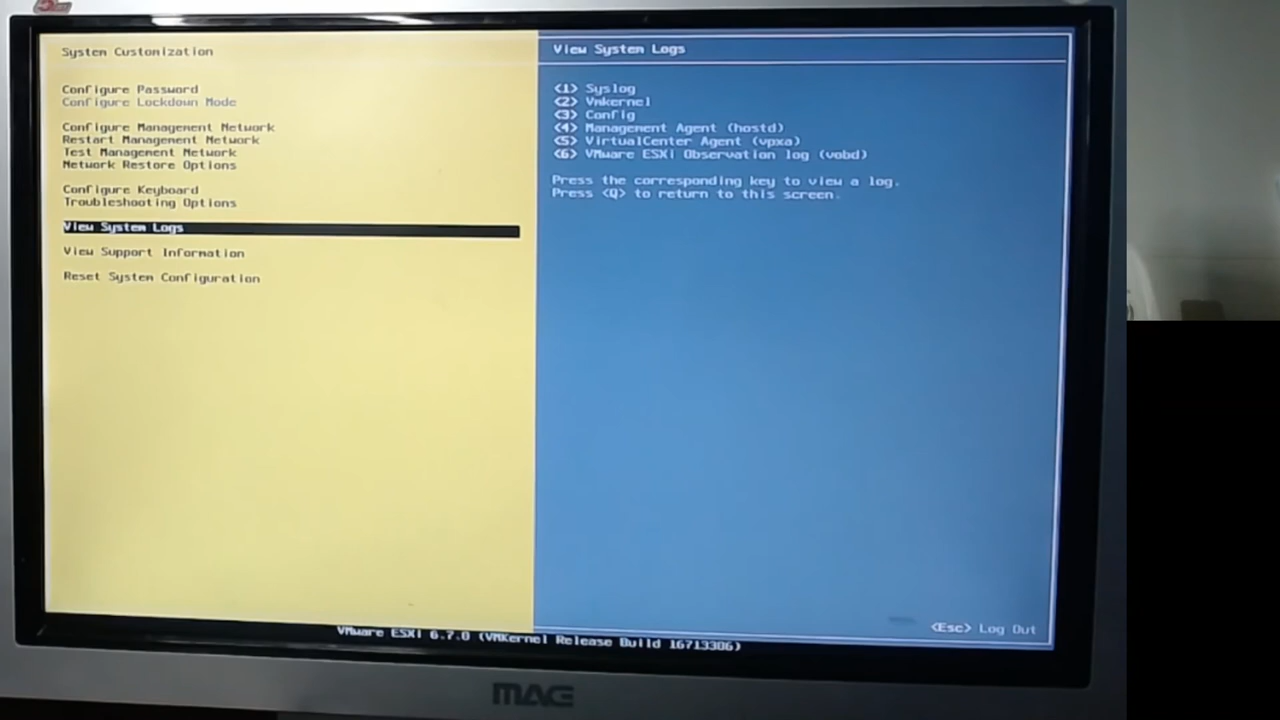 System Customization
Configure Password
Configure Lockdown Mode
Configure Management Network
Restart Management Network
Test Management Network
Network Restore Options
Configure Keyboard
Troubleshooting Options
View System Logs
View Support Information
Reset System Configuration
View System Logs
<1> Syslog
<2> Vmkernel
<3> Config
<4> Management Agent (hostd)
<5> VirtualCenter Agent (vpxa)
<6> VMware ESXi Observation log (vobd)
Press the corresponding key to view a log.
Press <Q> to return to this screen.
<Esc> Log Out
VMware ESXi 6.7.0 (VMKernel Release Build 16713306)
MAG